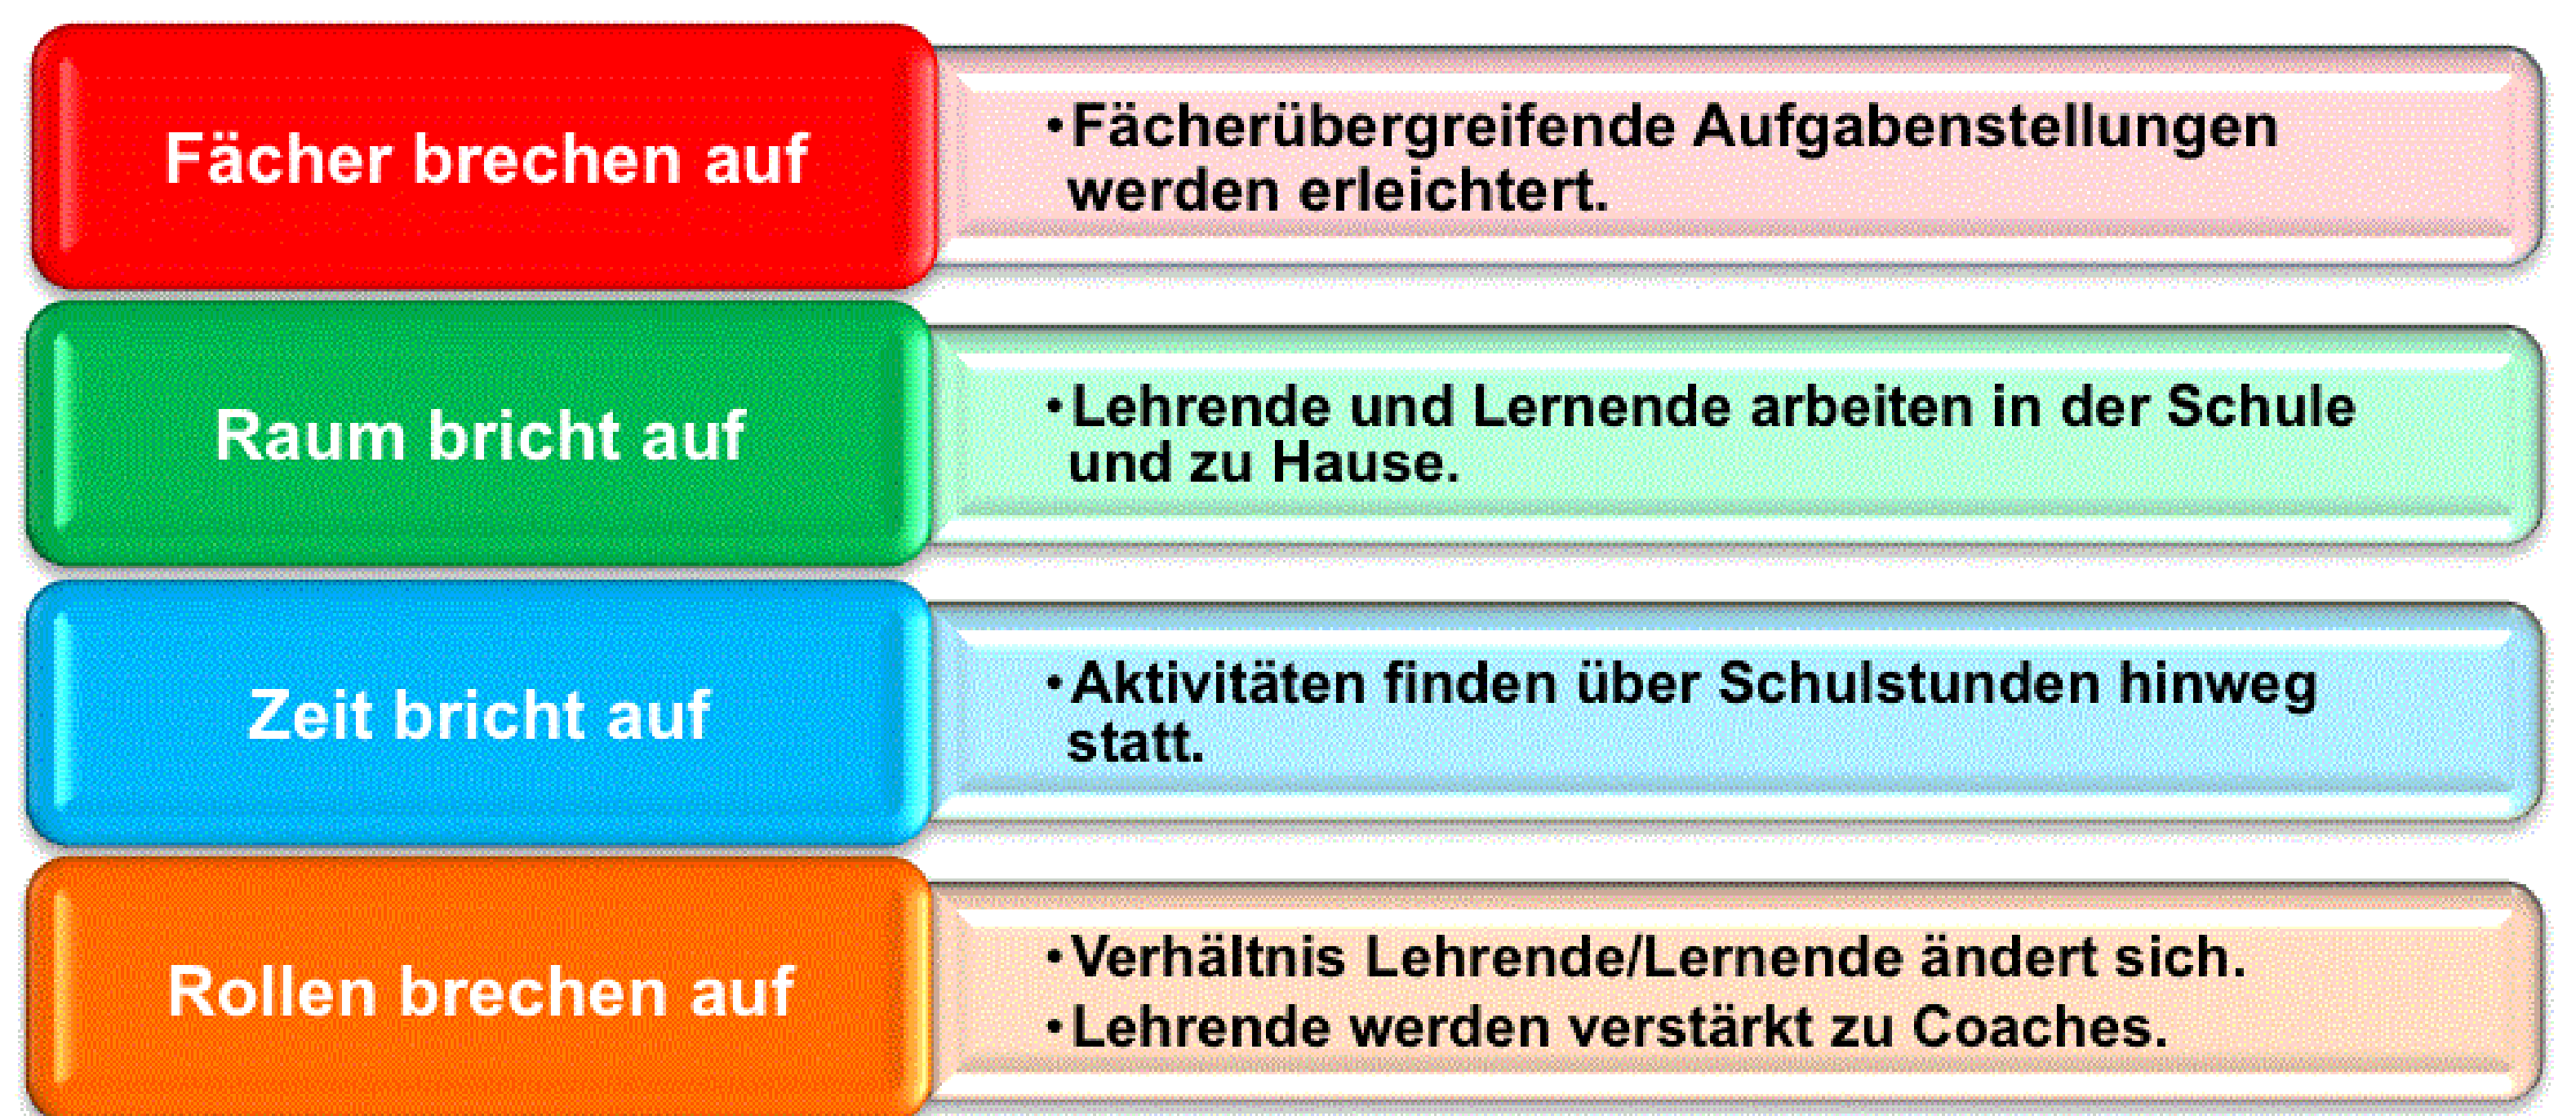 Fächer brechen auf
•Fächerübergreifende Aufgabenstellungen
werden erleichtert.
Raum bricht auf
•Lehrende und Lernende arbeiten in der Schule
und zu Hause.
Zeit bricht auf
•Aktivitäten finden über Schulstunden hinweg
statt.
Rollen brechen auf
•Verhältnis Lehrende/Lernende ändert sich.
•Lehrende werden verstärkt zu Coaches.